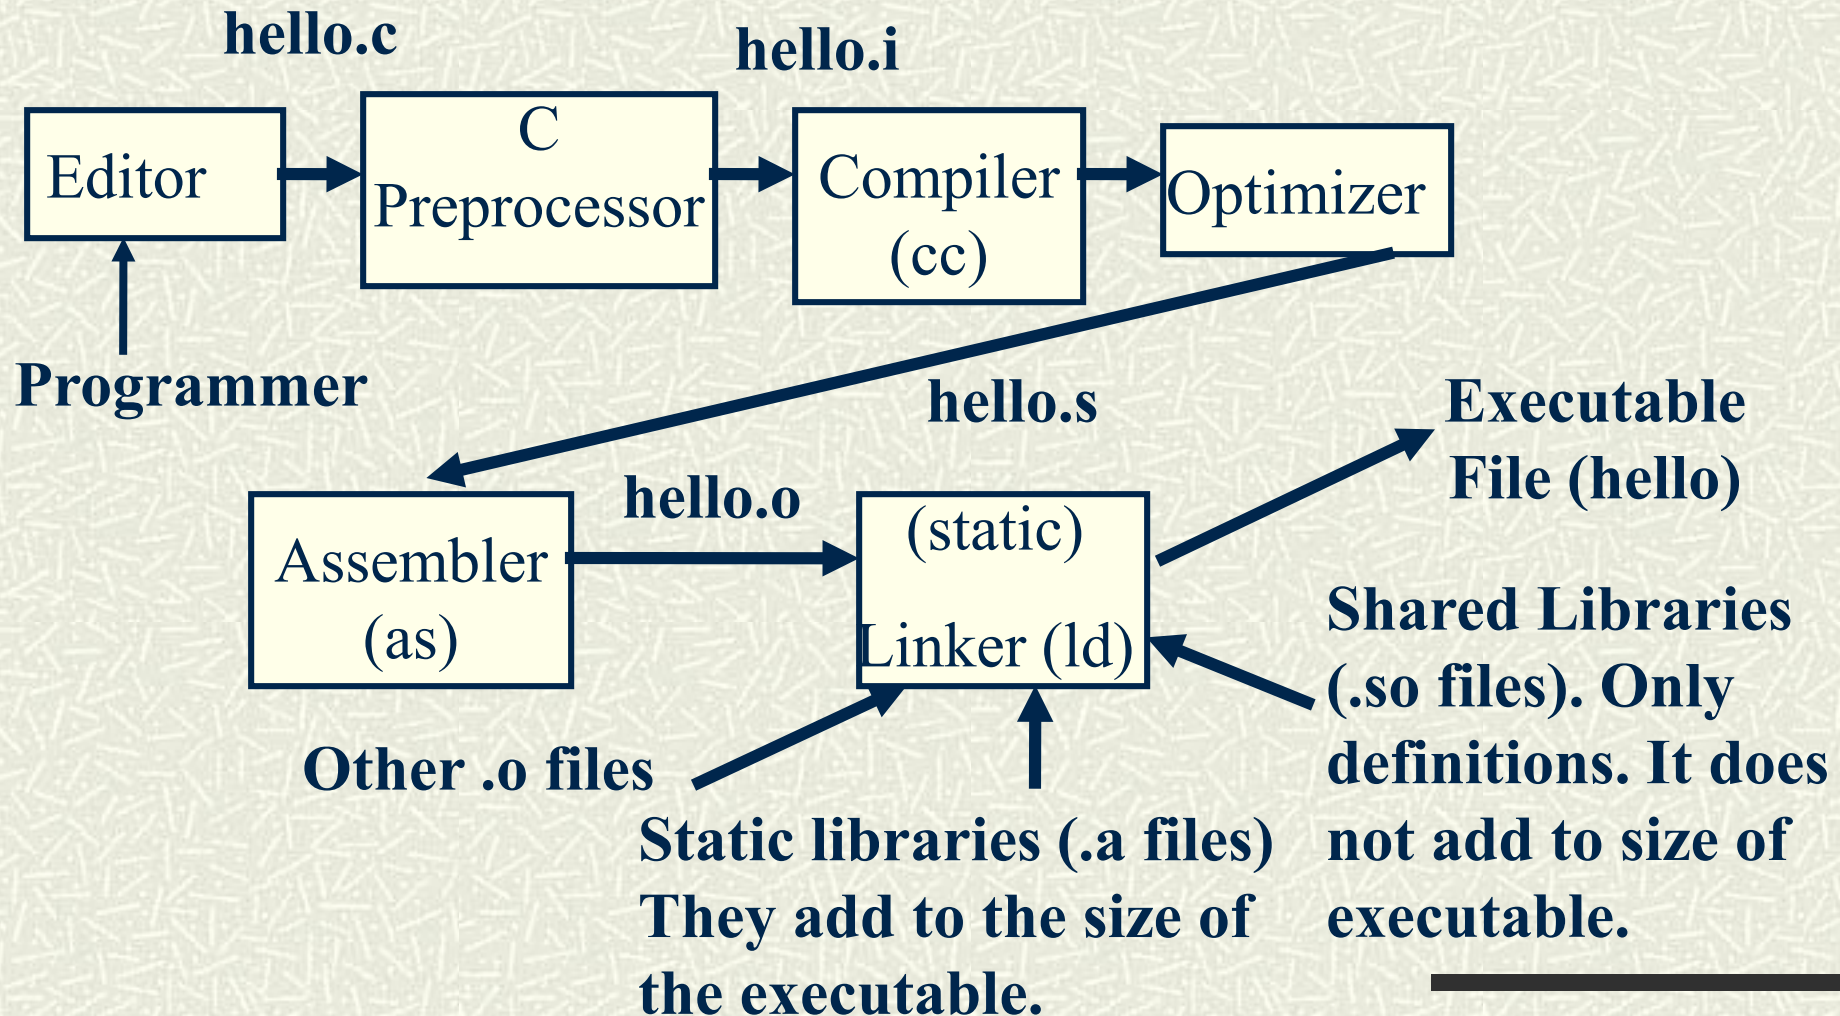 hello.c
hello.i
Editor
C
Preprocessor
Compiler
(cc)
Optimizer
Programmer
hello.s
Executable
File (hello)
hello.o
Assembler
(as)
(static)
Linker (ld)
Other .o files
Static libraries (.a files)
They add to the size of
the executable.
Shared Libraries
(.so files). Only
definitions. It does
not add to size of
executable.